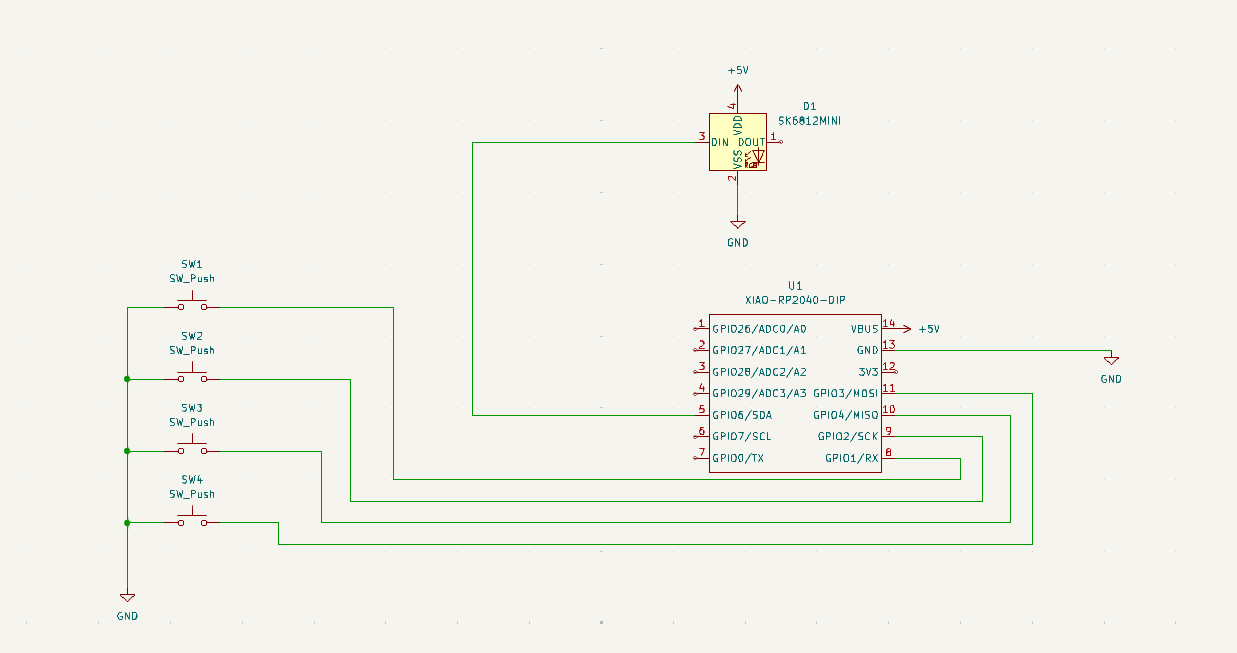 +5V
4
D1
SK6812MINI
3
DIN
VDD
DOUT
1
VSS
RGB
2
GND
SW1
SW_Push
SW2
SW_Push
SW3
SW_Push
SW4
SW_Push
GND
U1
XIAO-RP2040-DIP
1 GPIO26/ADC0/A0 VBUS 14 +5V
2 GPIO27/ADC1/A1 GND 13
3 GPIO28/ADC2/A2 3V3 12
GND
4 GPIO29/ADC3/A3 GPIO3/MOSI 11
5 GPIO6/SDA GPIO4/MISO 10
6 GPIO7/SCL GPIO2/SCK 9
7 GPIO0/TX GPIO1/RX 8